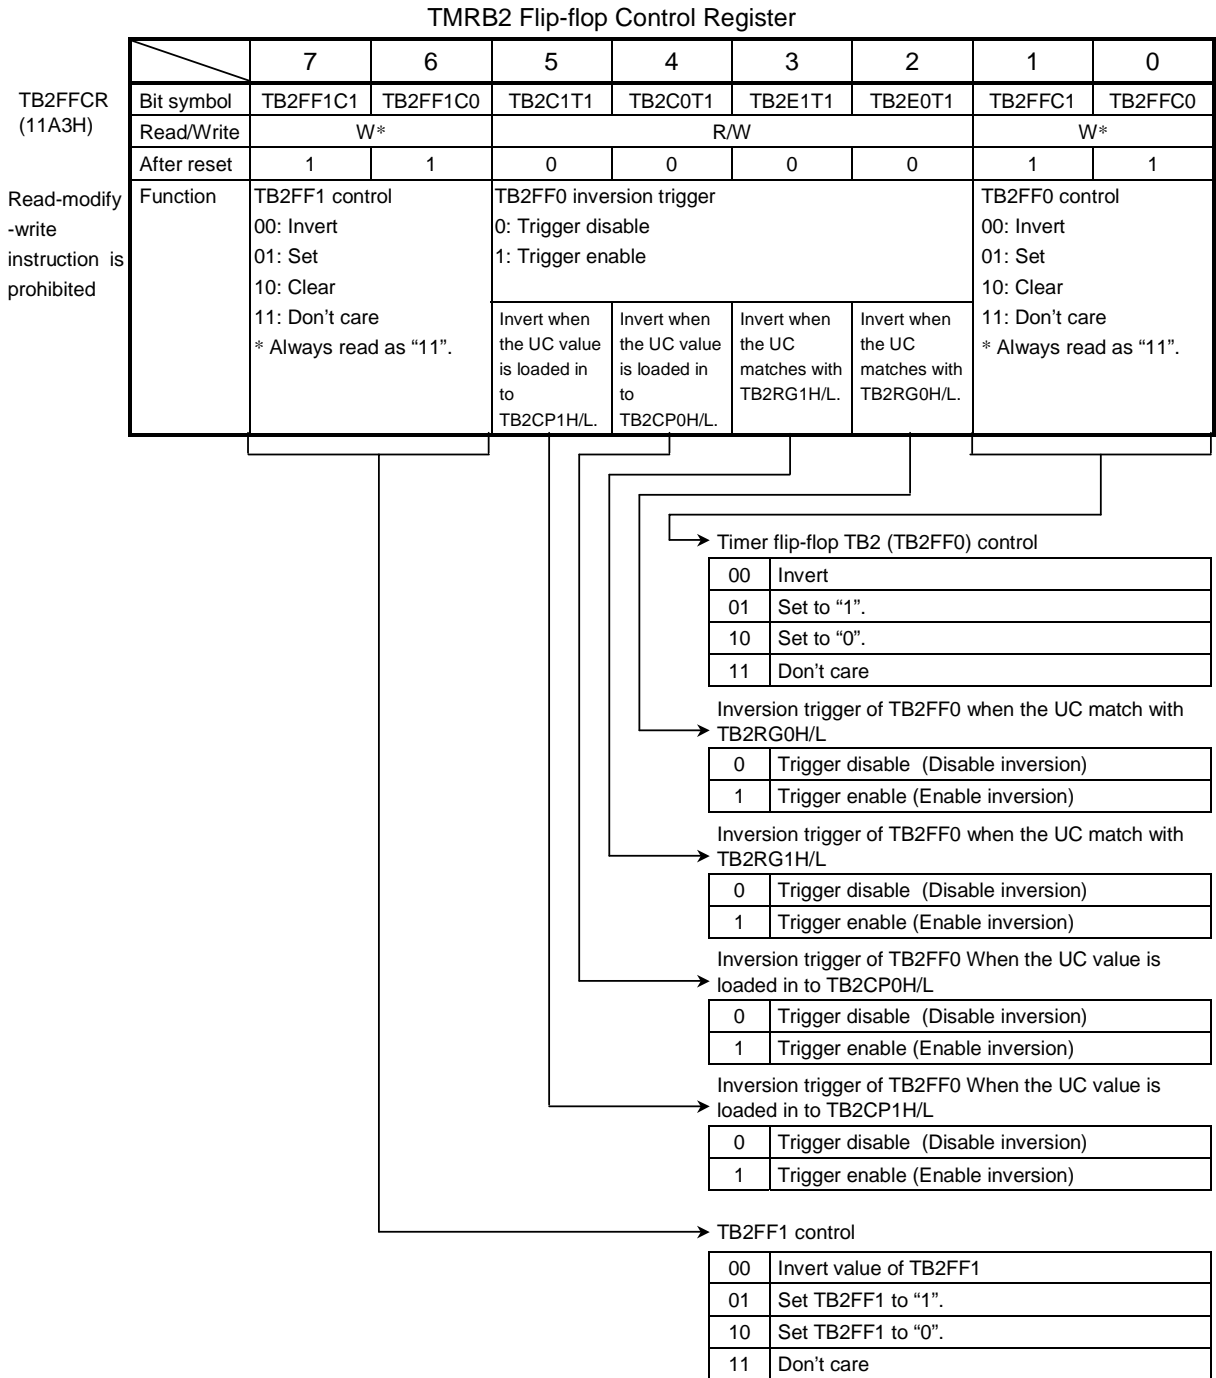 TMRB2 Flip-flop Control Register
7 6 5 4 3 2 1 0
TB2FFCR
(11A3H)
Bit symbol TB2FF1C1 TB2FF1C0 TB2C1T1 TB2C0T1 TB2E1T1 TB2E0T1 TB2FFC1 TB2FFC0
Read/Write W* R/W W*
After reset 1 1 0 0 0 0 1 1
Read-modify
-write
instruction is
prohibited
Function
TB2FF1 control
00: Invert
01: Set
10: Clear
11: Don't care
* Always read as “11”.
TB2FF0 inversion trigger
0: Trigger disable
1: Trigger enable
Invert when
the UC value
is loaded in
to
TB2CP1H/L.
Invert when
the UC value
is loaded in
to
TB2CP0H/L.
Invert when
the UC
matches with
TB2RG1H/L.
Invert when
the UC
matches with
TB2RG0H/L.
TB2FF0 control
00: Invert
01: Set
10: Clear
11: Don't care
* Always read as “11”.
Timer flip-flop TB2 (TB2FF0) control
00 Invert
01 Set to “1”.
10 Set to “0”.
11 Don't care
Inversion trigger of TB2FF0 when the UC match with
TB2RG0H/L
0 Trigger disable (Disable inversion)
1 Trigger enable (Enable inversion)
Inversion trigger of TB2FF0 when the UC match with
TB2RG1H/L
0 Trigger disable (Disable inversion)
1 Trigger enable (Enable inversion)
Inversion trigger of TB2FF0 When the UC value is
loaded in to TB2CP0H/L
0 Trigger disable (Disable inversion)
1 Trigger enable (Enable inversion)
Inversion trigger of TB2FF0 When the UC value is
loaded in to TB2CP1H/L
0 Trigger disable (Disable inversion)
1 Trigger enable (Enable inversion)
TB2FF1 control
00 Invert value of TB2FF1
01 Set TB2FF1 to “1”.
10 Set TB2FF1 to “0”.
11 Don't care